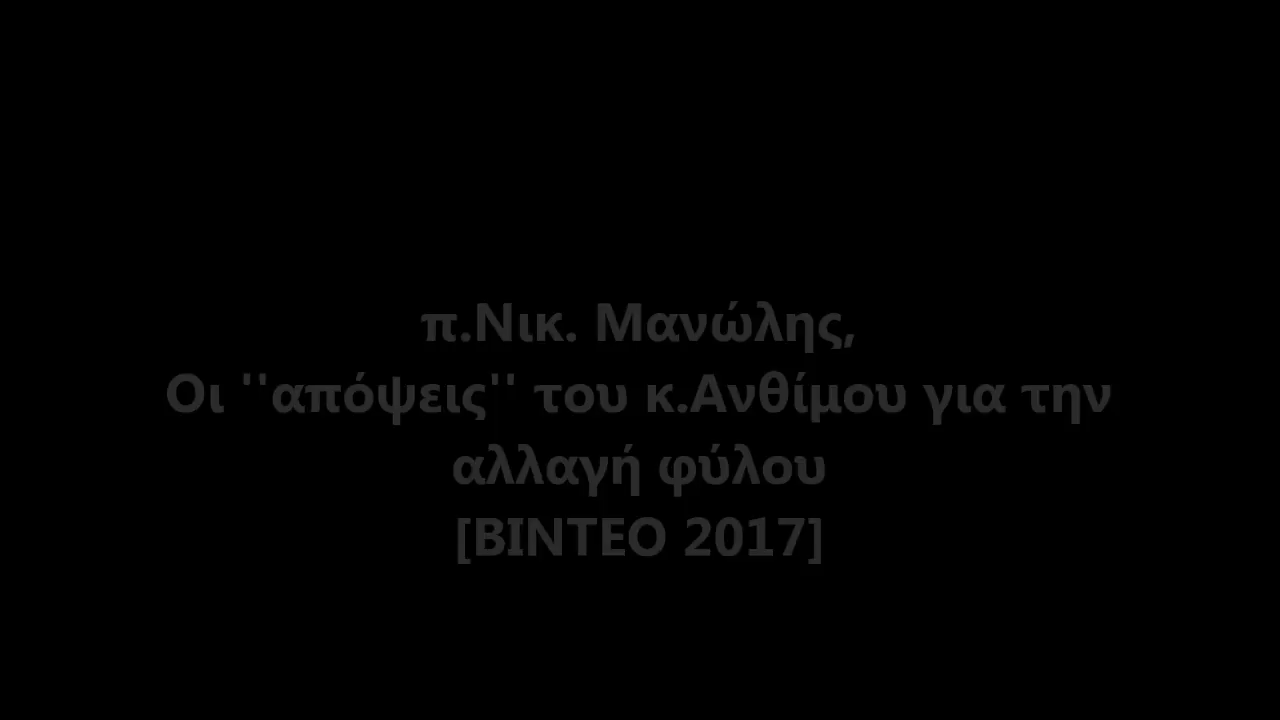 π.Νικ. Μανώλης,
Οι ''απόψεις'' του κ.Ανθίμου για την
αλλαγή φύλου
[ΒΙΝΤΕΟ 2017]